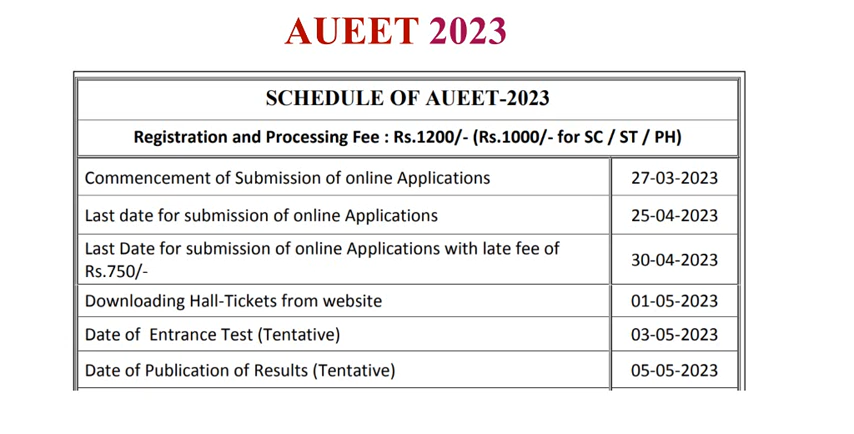 AUEET 2023
SCHEDULE OF AUEET-2023
Registration and Processing Fee : Rs.1200/- (Rs.1000/- for SC / ST / PH)
Commencement of Submission of online Applications 27-03-2023
Last date for submission of online Applications 25-04-2023
Last Date for submission of online Applications with late fee of
Rs.750/- 30-04-2023
Downloading Hall-Tickets from website 01-05-2023
Date of Entrance Test (Tentative) 03-05-2023
Date of Publication of Results (Tentative) 05-05-2023